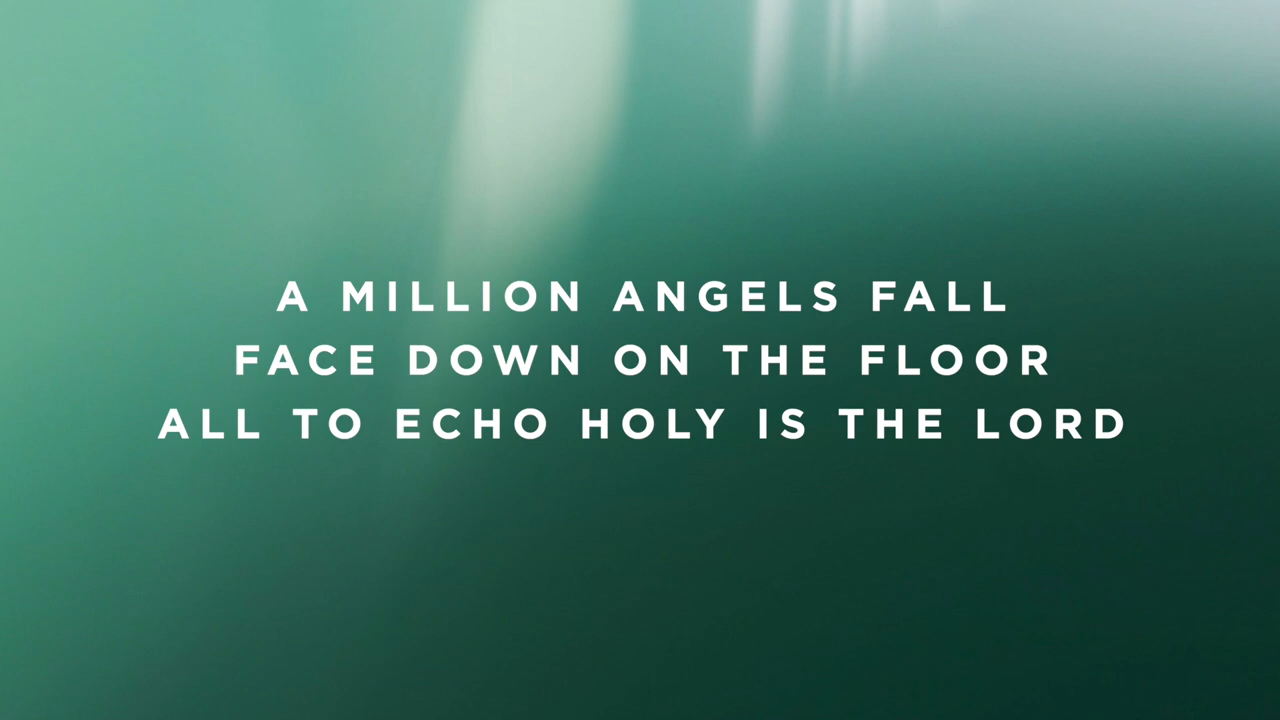 A MILLION ANGELS FALL
FACE DOWN ON THE FLOOR
ALL TO ECHO HOLY IS THE LORD